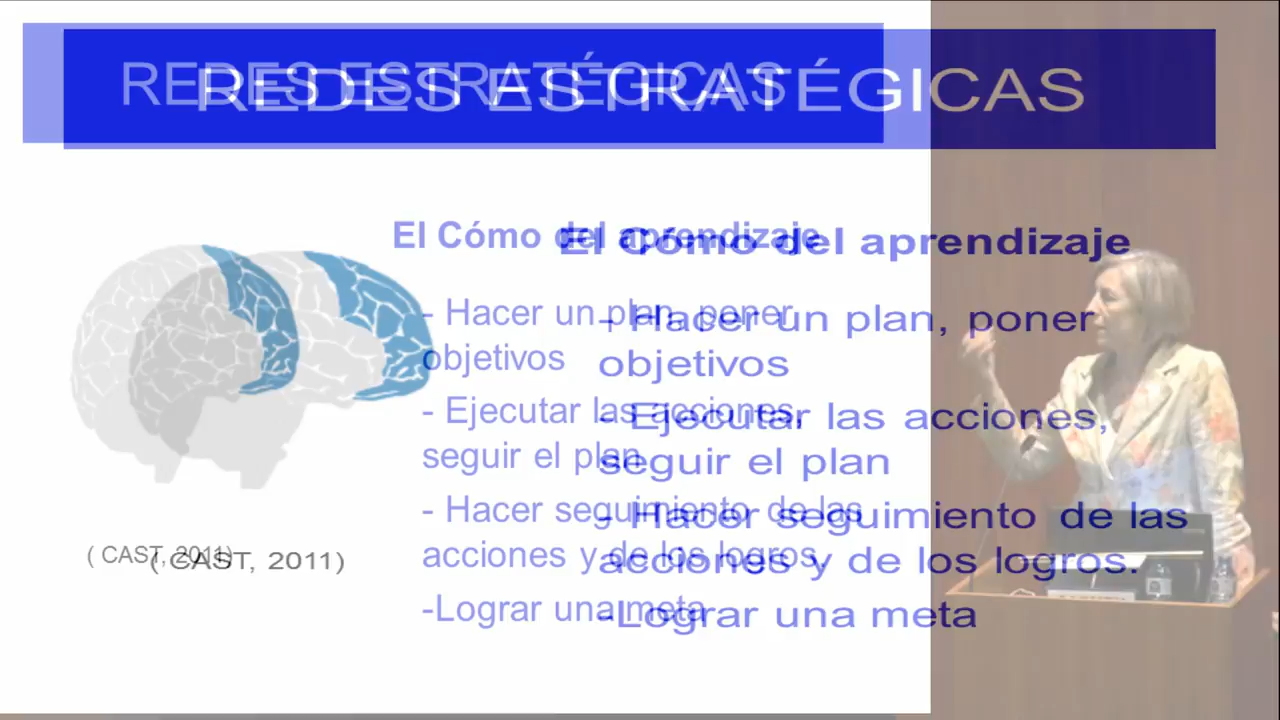 REDES ESTRATÉGICAS
El Cómo del aprendizaje
- Hacer un plan, poner
objetivos
- Ejecutar las acciones,
seguir el plan
- Hacer seguimiento de las
acciones y de los logros.
-Lograr una meta
( CAST, 2011)